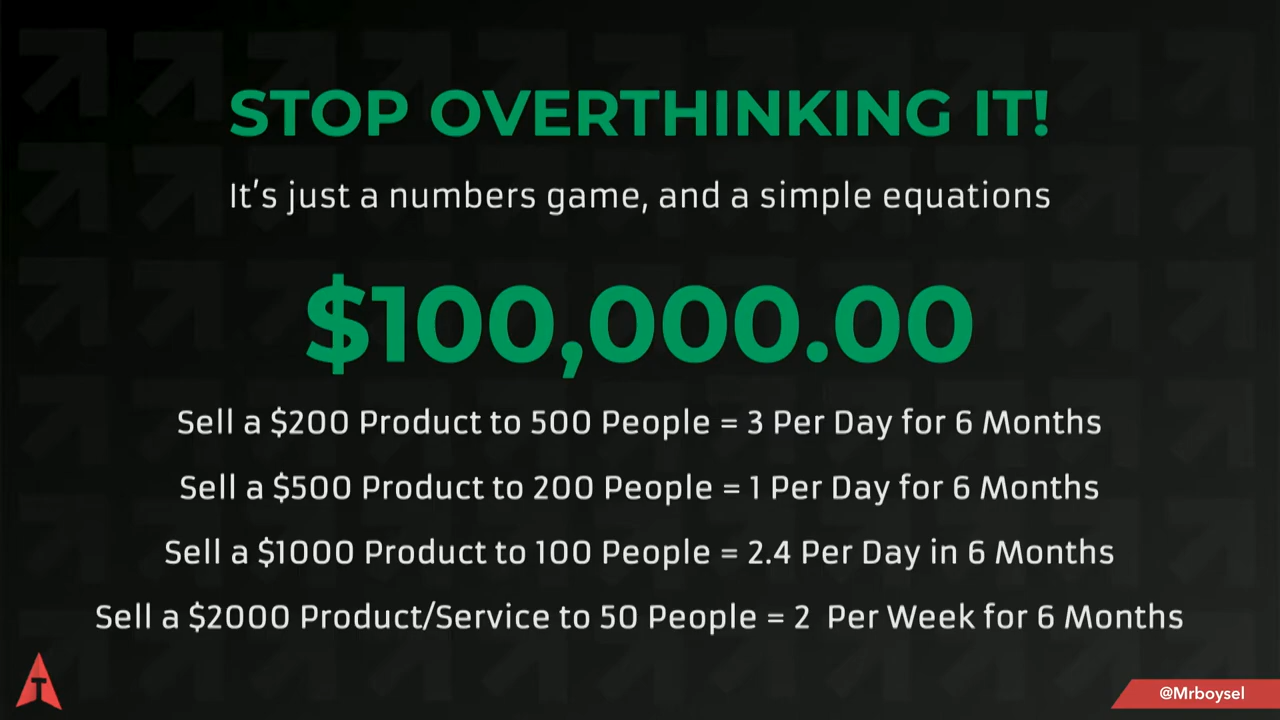 STOP OVERTHINKING IT!
It's just a numbers game, and a simple equations
$100,000.00
Sell a $200 Product to 500 People = 3 Per Day for 6 Months
Sell a $500 Product to 200 People = 1 Per Day for 6 Months
Sell a $1000 Product to 100 People = 2.4 Per Day in 6 Months
Sell a $2000 Product/Service to 50 People = 2 Per Week for 6 Months
T
@Mrboysel